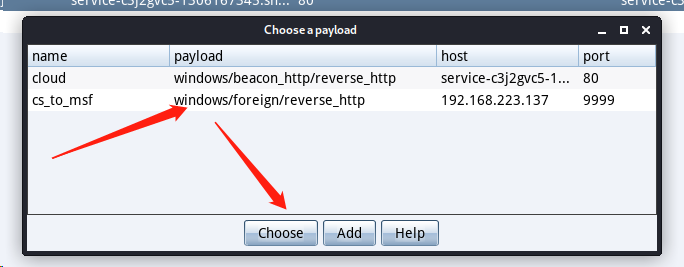 service-c3j2gvc5-1306167345.sh... 80 service-c3
Choose a payload
name payload host port
cloud windows/beacon_http/reverse_http service-c3j2gvc5-1... 80
cs_to_msf windows/foreign/reverse_http 192.168.223.137 9999
Choose Add Help